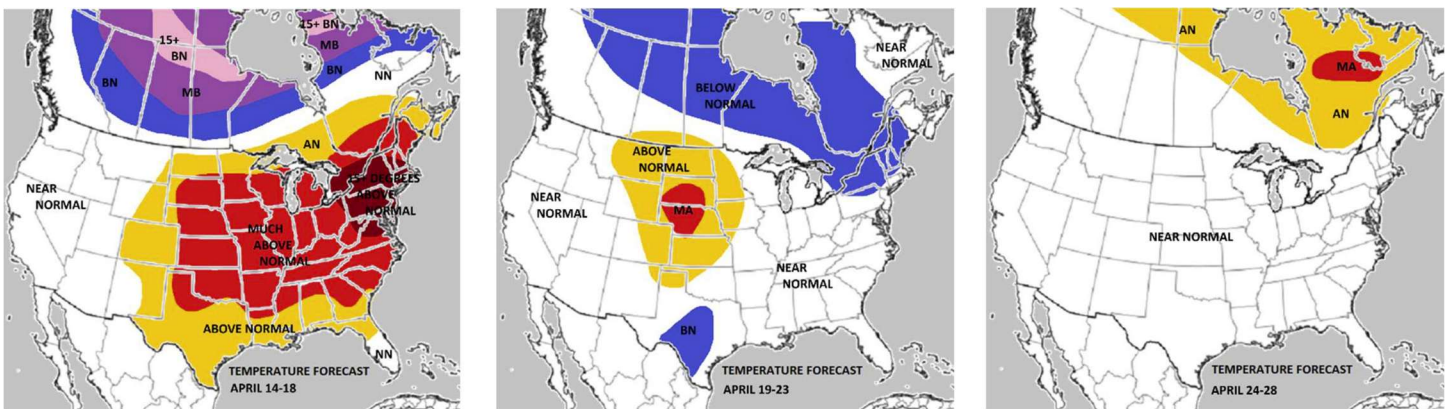 15+
BN
15+ BN
MB
BN
NN
BN
MB
AN
NEAR
NORMAL
15+ DEGREES
ABOVE
NORMAL
MUCH
ABOVE
NORMAL
ABOVE NORMAL
NN
TEMPERATURE FORECAST
APRIL 14-18
NEAR
NORMAL
BELOW
NORMAL
ABOVE
NORMAL
NEAR
NORMAL
MA
NEAR
NORMAL
BN
TEMPERATURE FORECAST
APRIL 19-23
AN
MA
AN
NEAR NORMAL
TEMPERATURE FORECAST
APRIL 24-28